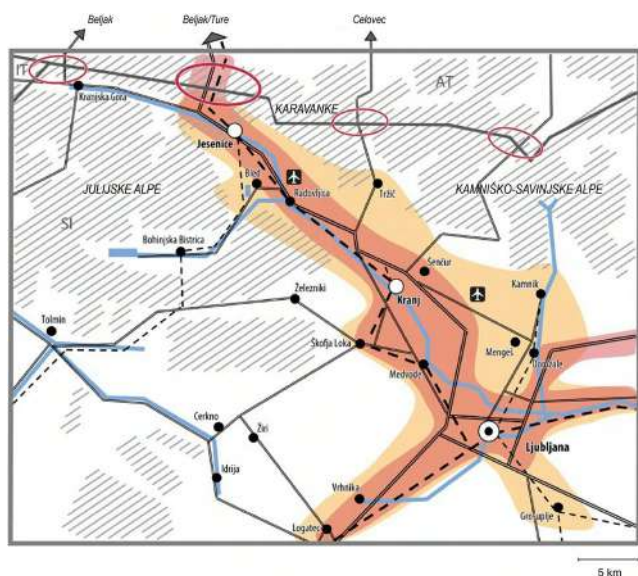 Beljak
Beljak/Ture
Celovec
IT
AT
Kranjska Gora
KARAVANKE
Jesenice
JULIJSKE ALPE
Bled
Radovljica
Tržič
KAMNIŠKO-SAVINJSKE ALPE
SI
Bohinjska Bistrica
Šenčur
Kamnik
Železniki
Kranj
Tolmin
Škofja Loka
Mengeš
Domžale
Medvode
Cerkno
Žiri
Ljubljana
Idrija
Vrhnika
Grosuplje
Logatec
5 km